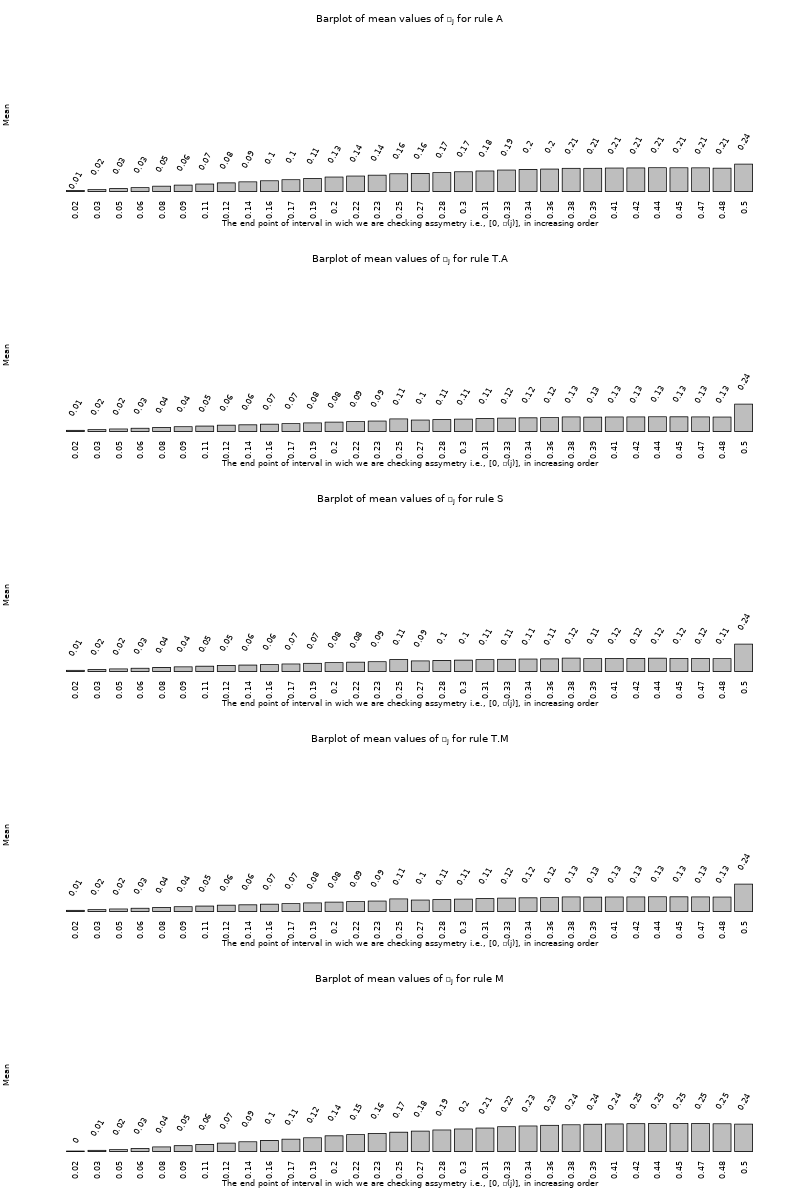 Barplot of mean values of □j for rule A
Mean
0.01 0.02 0.03 0.03 0.05 0.06 0.07 0.08 0.09 0.1 0.1 0.11 0.13 0.14 0.14 0.16 0.16 0.17 0.17 0.18 0.19 0.2 0.2 0.21 0.21 0.21 0.21 0.21 0.21 0.21 0.21 0.24
0.02 0.03 0.05 0.06 0.08 0.09 0.11 0.12 0.14 0.16 0.17 0.19 0.2 0.22 0.23 0.25 0.27 0.28 0.3 0.31 0.33 0.34 0.36 0.38 0.39 0.41 0.42 0.44 0.45 0.47 0.48 0.5
The end point of interval in wich we are checking assymetry i.e., [0, □(j)], in increasing order
Barplot of mean values of □j for rule T.A
Mean
0.01 0.02 0.02 0.03 0.04 0.04 0.05 0.06 0.06 0.07 0.07 0.08 0.08 0.09 0.09 0.11 0.1 0.11 0.11 0.11 0.12 0.12 0.12 0.13 0.13 0.13 0.13 0.13 0.13 0.13 0.13 0.24
0.02 0.03 0.05 0.06 0.08 0.09 0.11 0.12 0.14 0.16 0.17 0.19 0.2 0.22 0.23 0.25 0.27 0.28 0.3 0.31 0.33 0.34 0.36 0.38 0.39 0.41 0.42 0.44 0.45 0.47 0.48 0.5
The end point of interval in wich we are checking assymetry i.e., [0, □(j)], in increasing order
Barplot of mean values of □j for rule S
Mean
0.01 0.02 0.02 0.03 0.04 0.04 0.05 0.05 0.06 0.06 0.07 0.07 0.08 0.08 0.09 0.11 0.09 0.1 0.1 0.11 0.11 0.11 0.11 0.12 0.11 0.12 0.12 0.12 0.12 0.12 0.11 0.24
0.02 0.03 0.05 0.06 0.08 0.09 0.11 0.12 0.14 0.16 0.17 0.19 0.2 0.22 0.23 0.25 0.27 0.28 0.3 0.31 0.33 0.34 0.36 0.38 0.39 0.41 0.42 0.44 0.45 0.47 0.48 0.5
The end point of interval in wich we are checking assymetry i.e., [0, □(j)], in increasing order
Barplot of mean values of □j for rule T.M
Mean
0.01 0.02 0.02 0.03 0.04 0.04 0.05 0.06 0.06 0.07 0.07 0.08 0.08 0.09 0.09 0.11 0.1 0.11 0.11 0.11 0.12 0.12 0.12 0.13 0.13 0.13 0.13 0.13 0.13 0.13 0.13 0.24
0.02 0.03 0.05 0.06 0.08 0.09 0.11 0.12 0.14 0.16 0.17 0.19 0.2 0.22 0.23 0.25 0.27 0.28 0.3 0.31 0.33 0.34 0.36 0.38 0.39 0.41 0.42 0.44 0.45 0.47 0.48 0.5
The end point of interval in wich we are checking assymetry i.e., [0, □(j)], in increasing order
Barplot of mean values of □j for rule M
Mean
0 0.01 0.02 0.03 0.04 0.05 0.06 0.07 0.09 0.1 0.11 0.12 0.14 0.15 0.16 0.17 0.18 0.19 0.2 0.21 0.22 0.23 0.23 0.24 0.24 0.24 0.25 0.25 0.25 0.25 0.25 0.24
0.02 0.03 0.05 0.06 0.08 0.09 0.11 0.12 0.14 0.16 0.17 0.19 0.2 0.22 0.23 0.25 0.27 0.28 0.3 0.31 0.33 0.34 0.36 0.38 0.39 0.41 0.42 0.44 0.45 0.47 0.48 0.5
The end point of interval in wich we are checking assymetry i.e., [0, □(j)], in increasing order